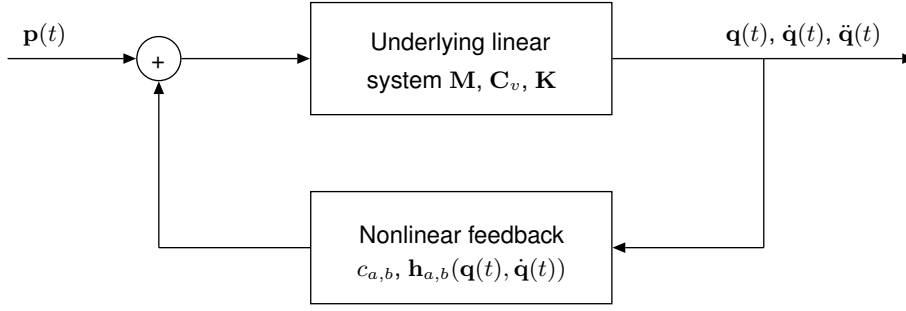 p(t)
+
Underlying linear
system M, C_v, K
q(t), q̇(t), q̈(t)
Nonlinear feedback
c_{a,b}, h_{a,b}(q(t), q̇(t))